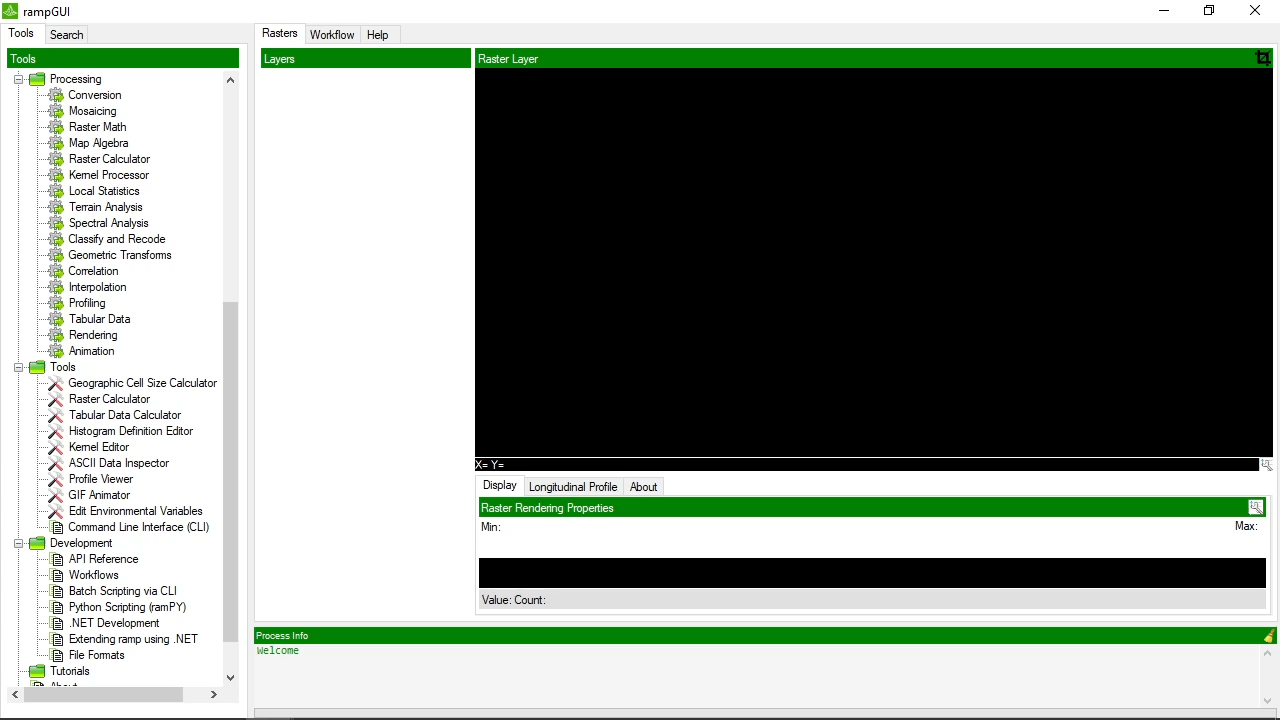 rampGUI
Tools Search
Tools
Processing
Conversion
Mosaicing
Raster Math
Map Algebra
Raster Calculator
Kernel Processor
Local Statistics
Terrain Analysis
Spectral Analysis
Classify and Recode
Geometric Transforms
Correlation
Interpolation
Profiling
Tabular Data
Rendering
Animation
Tools
Geographic Cell Size Calculator
Raster Calculator
Tabular Data Calculator
Histogram Definition Editor
Kernel Editor
ASCII Data Inspector
Profile Viewer
GIF Animator
Edit Environmental Variables
Command Line Interface (CLI)
Development
API Reference
Workflows
Batch Scripting via CLI
Python Scripting (ramPY)
.NET Development
Extending ramp using .NET
File Formats
Tutorials
About
Rasters Workflow Help
Layers
Raster Layer
X= Y=
Display Longitudinal Profile About
Raster Rendering Properties
Min: Max:
Value: Count:
Process Info
Welcome